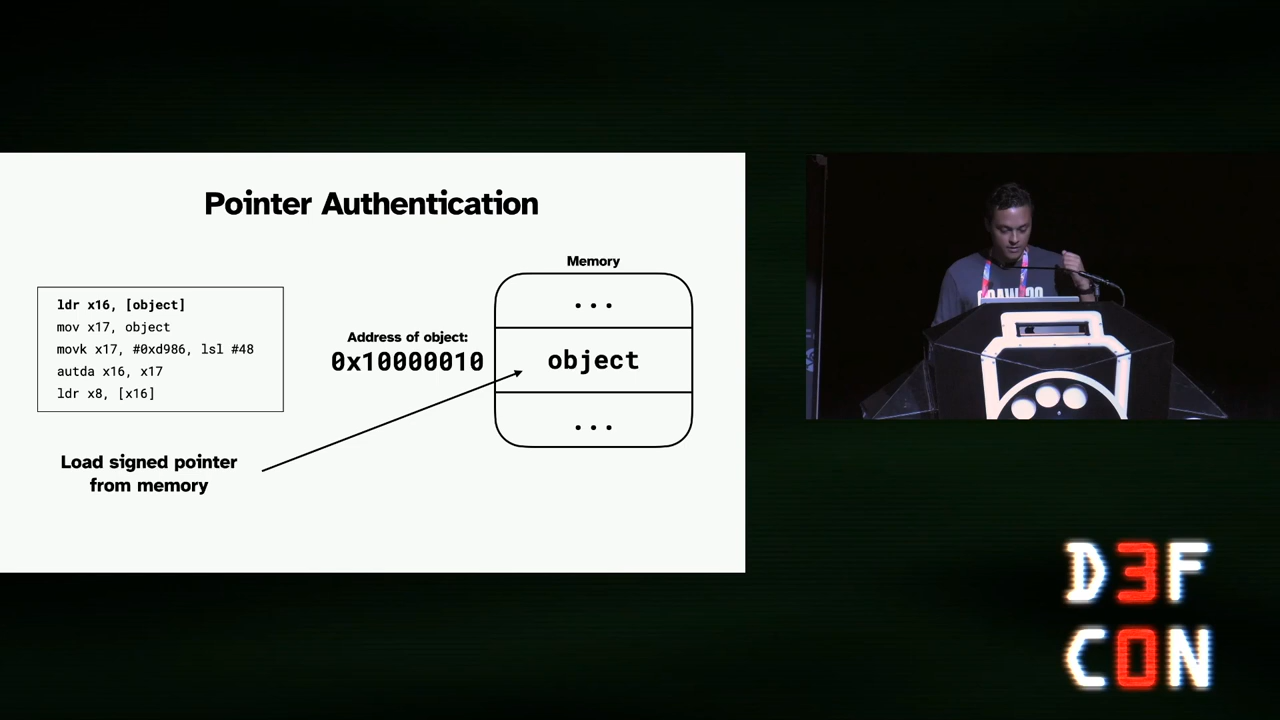 Pointer Authentication
ldr x16, [object]
mov x17, object
movk x17, #0xd986, lsl #48
autda x16, x17
ldr x8, [x16]
Load signed pointer
from memory
Address of object:
0x10000010
Memory
...
object
...
D3F
C0N